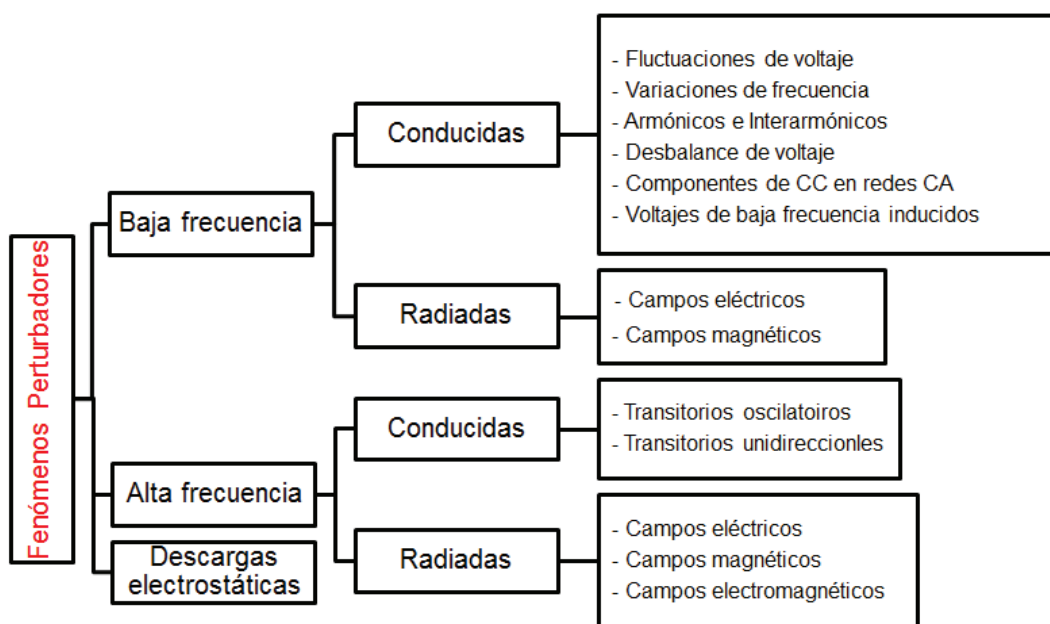 Fenómenos Perturbadores
Baja frecuencia
Conducidas
- Fluctuaciones de voltaje
- Variaciones de frecuencia
- Armónicos e Interarmónicos
- Desbalance de voltaje
- Componentes de CC en redes CA
- Voltajes de baja frecuencia inducidos
Radiadas
- Campos eléctricos
- Campos magnéticos
Alta frecuencia
Conducidas
- Transitorios oscilatoiros
- Transitorios unidireccionles
Radiadas
- Campos eléctricos
- Campos magnéticos
- Campos electromagnéticos
Descargas
electrostáticas